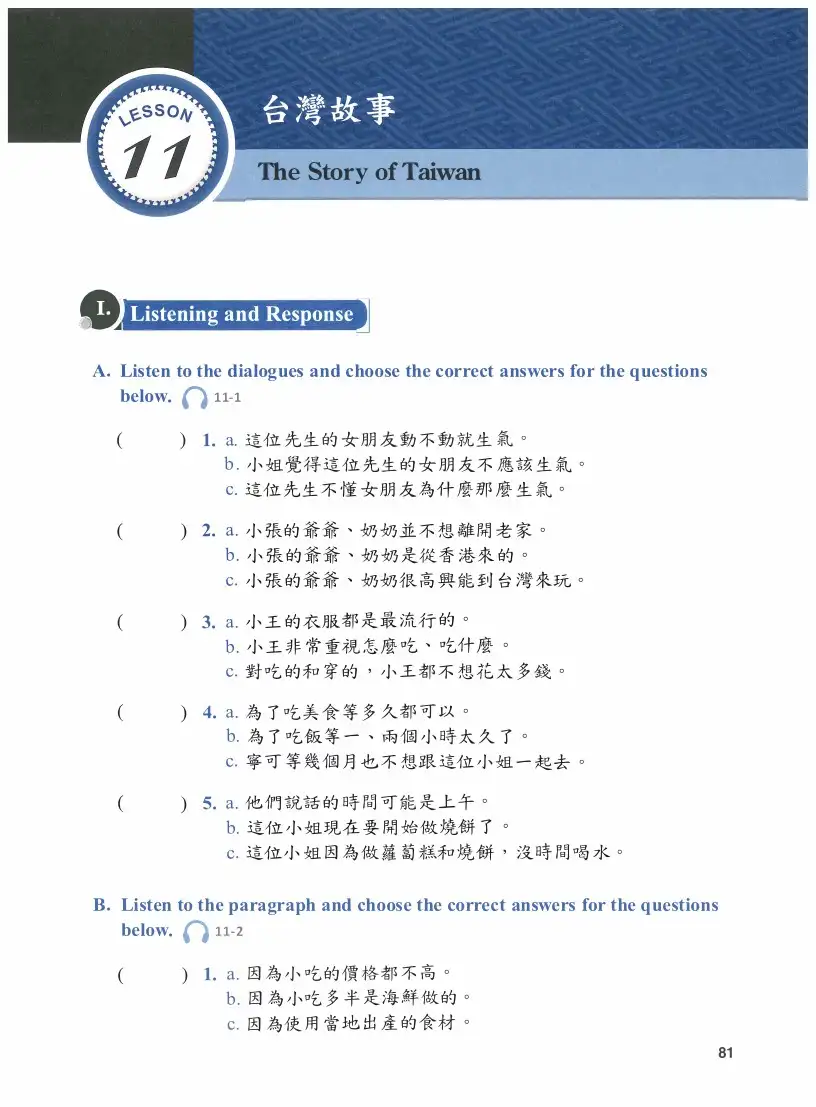 LESSON
11
台灣故事
The Story of Taiwan
I. Listening and Response
A. Listen to the dialogues and choose the correct answers for the questions
below. 11-1
( ) 1. a. 這位先生的女朋友動不動就生氣。
b. 小姐覺得這位先生的女朋友不應該生氣。
c. 這位先生不懂女朋友為什麼那麼生氣。
( ) 2. a. 小張的爺爺、奶奶並不想離開老家。
b. 小張的爺爺、奶奶是從香港來的。
c. 小張的爺爺、奶奶很高興能到台灣來玩。
( ) 3. a. 小王的衣服都是最流行的。
b. 小王非常重視怎麼吃、吃什麼。
c. 對吃的和穿的，小王都不想花太多錢。
( ) 4. a. 為了吃美食等多久都可以。
b. 為了吃飯等一、兩個小時太久了。
c. 寧可等幾個月也不想跟這位小姐一起去。
( ) 5. a. 他們說話的時間可能是上午。
b. 這位小姐現在要開始做燒餅了。
c. 這位小姐因為做蘿蔔糕和燒餅，沒時間喝水。
B. Listen to the paragraph and choose the correct answers for the questions
below. 11-2
( ) 1. a. 因為小吃的價格都不高。
b. 因為小吃多半是海鮮做的。
c. 因為使用當地出產的食材。
81